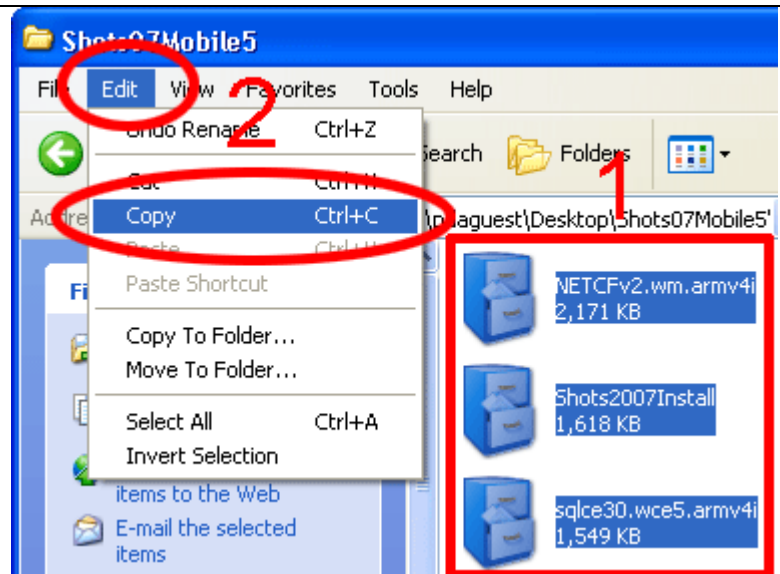 Shots07Mobile5
File Edit View Favorites Tools Help
2
Undo Rename Ctrl+Z
Search Folders
1
Cut
Copy Ctrl+C
\pdaguest\Desktop\Shots07Mobile5'
Paste
Paste Shortcut
Copy To Folder...
Move To Folder...
Select All Ctrl+A
Invert Selection
items to the Web
E-mail the selected
items
NETCFv2.wm.armv4i
2,171 KB
Shots2007Install
1,618 KB
sqlce30.wce5.armv4i
1,549 KB